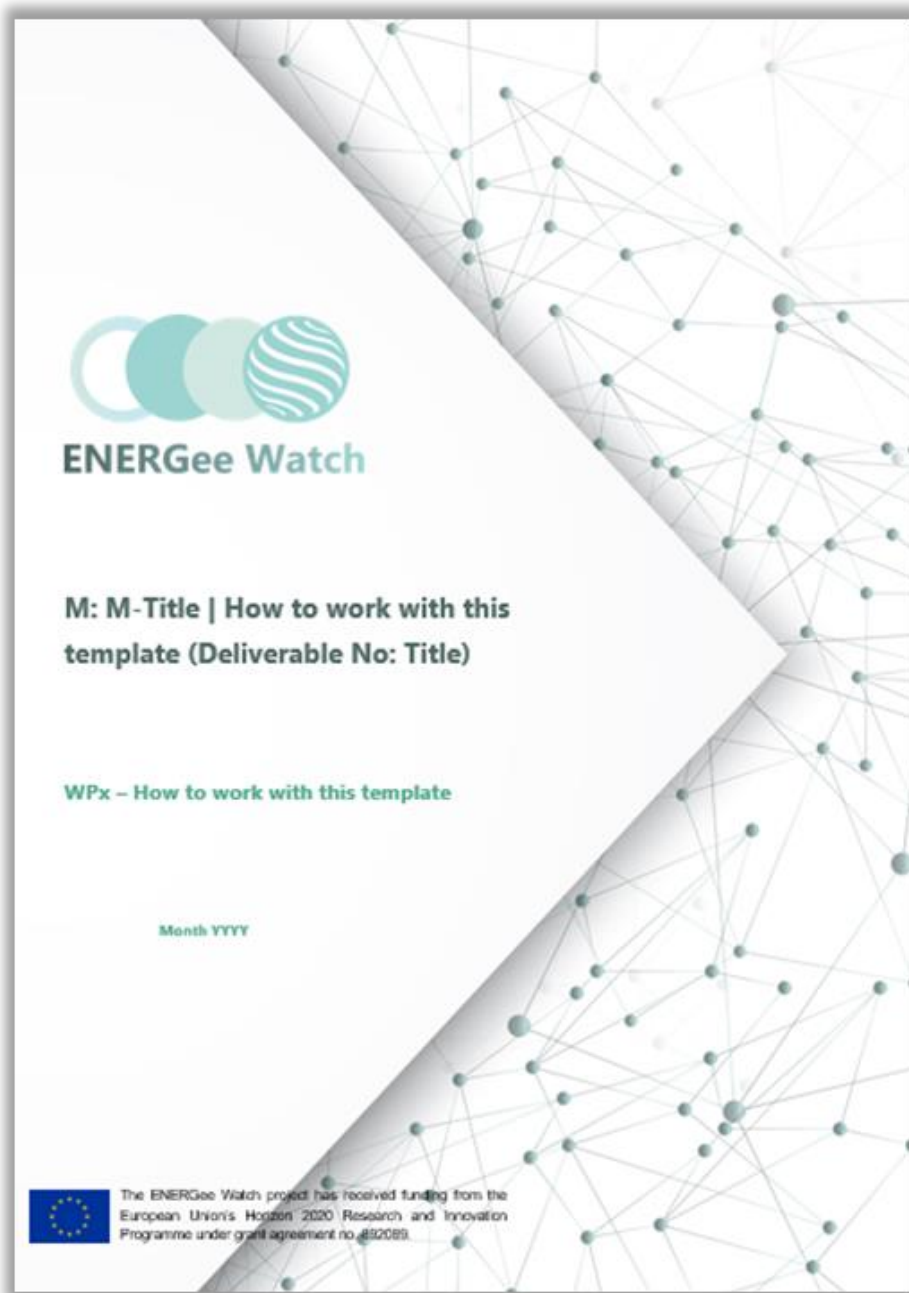 ENERGee Watch
M: M-Title | How to work with this
template (Deliverable No: Title)
WPx – How to work with this template
Month YYYY
The ENERGee Watch project has received funding from the
European Union's Horizon 2020 Research and Innovation
Programme under grant agreement no. 892089.